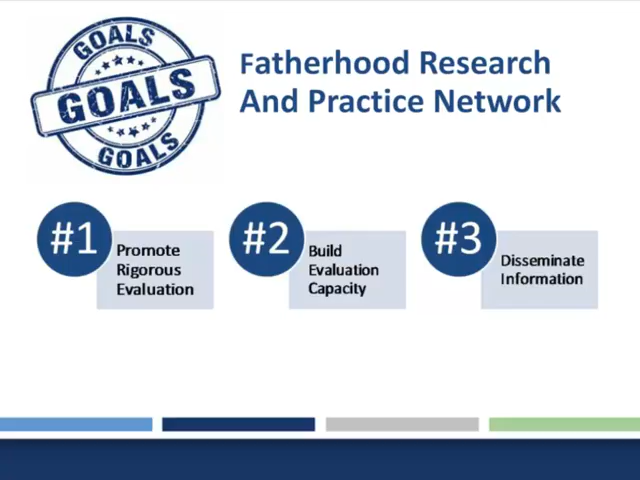 GOALS
GOALS
GOALS
Fatherhood Research
And Practice Network
#1
Promote
Rigorous
Evaluation
#2
Build
Evaluation
Capacity
#3
Disseminate
Information